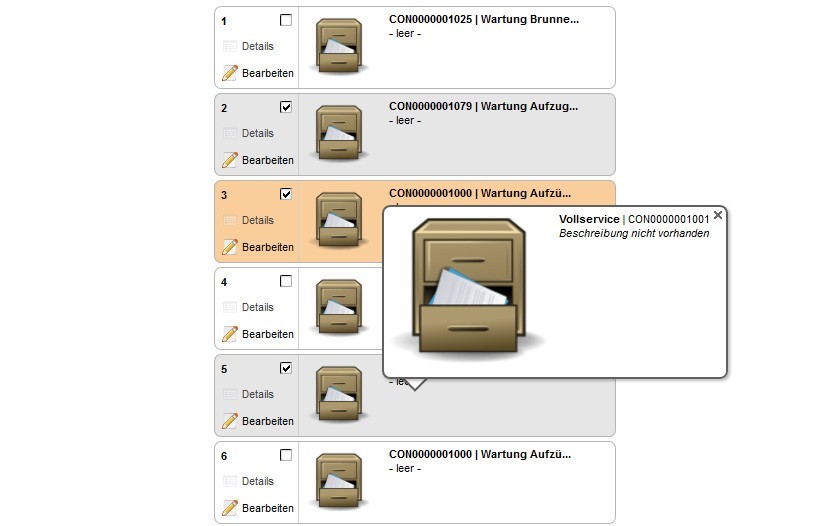 1
CON0000001025 | Wartung Brunne...
- leer -
Details
Bearbeiten
2
CON0000001079 | Wartung Aufzug...
- leer -
Details
Bearbeiten
3
CON0000001000 | Wartung Aufzü...
Details
Bearbeiten
Vollservice | CON0000001001
Beschreibung nicht vorhanden
4
Details
Bearbeiten
5
Details
Bearbeiten
6
CON0000001000 | Wartung Aufzü...
- leer -
Details
Bearbeiten